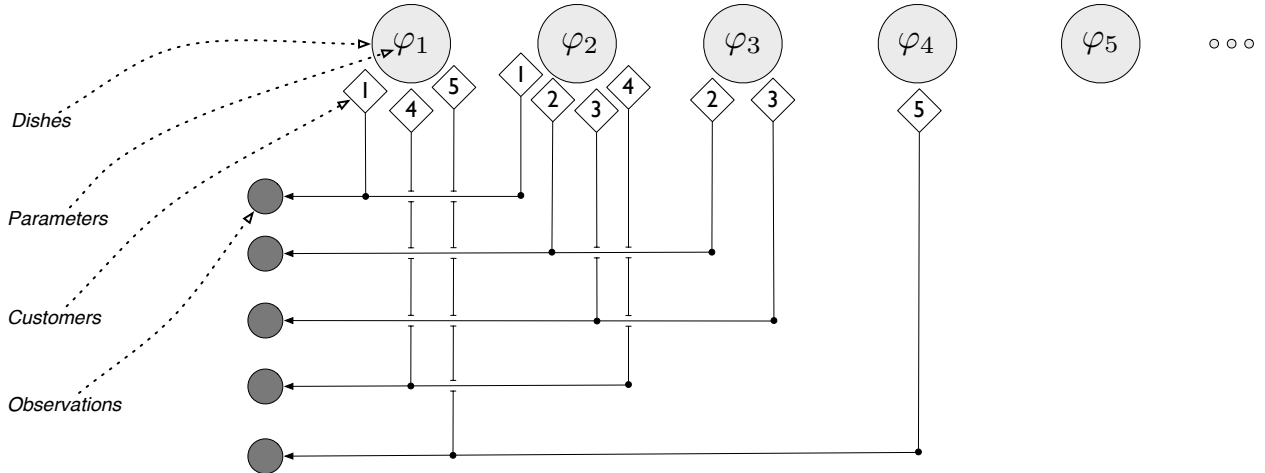 φ1 φ2 φ3 φ4 φ5
1 4 5 1 2 3 4 2 3 5
Dishes
Parameters
Customers
Observations